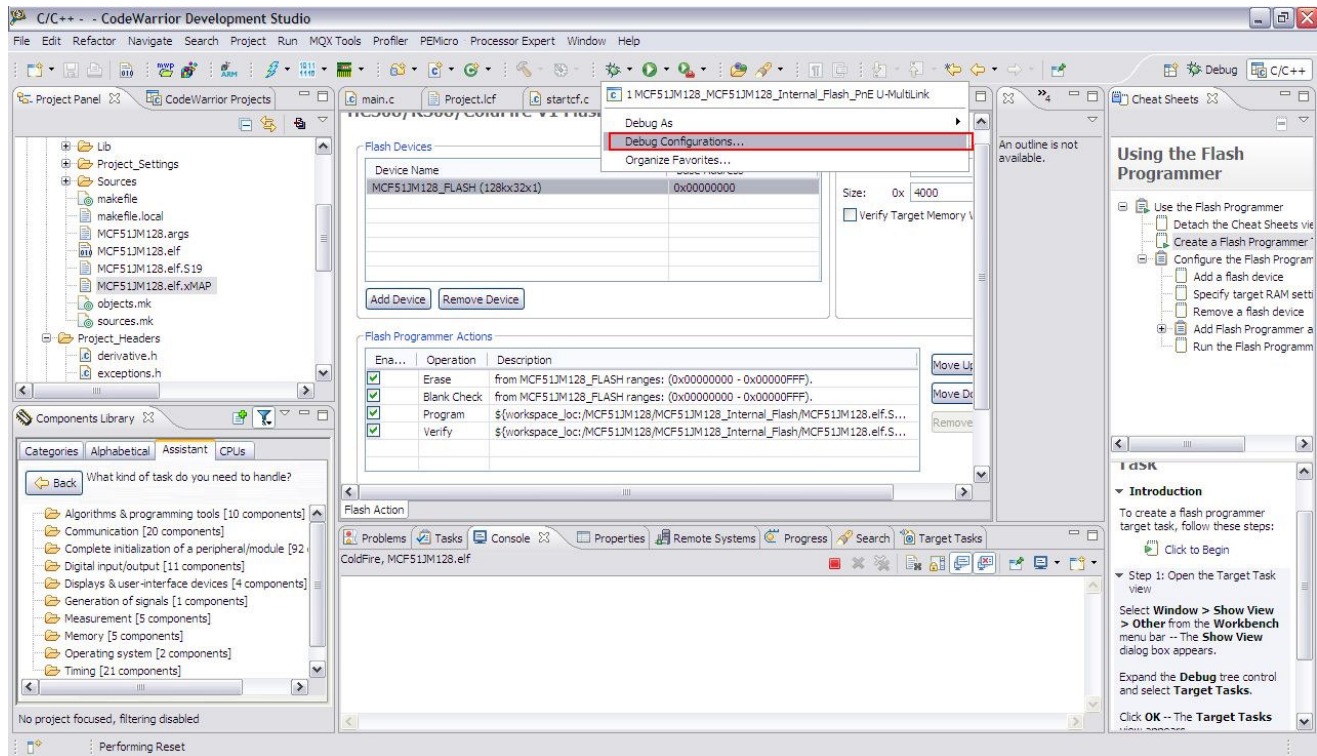 C/C++ - - CodeWarrior Development Studio
File Edit Refactor Navigate Search Project Run MQX Tools Profiler PEMicro Processor Expert Window Help
Debug C/C++
Project Panel CodeWarrior Projects
Lib
Project_Settings
Sources
makefile
makefile.local
MCF51JM128.args
MCF51JM128.elf
MCF51JM128.elf.S19
MCF51JM128.elf.xMAP
objects.mk
sources.mk
Project_Headers
derivative.h
exceptions.h
Components Library
Categories Alphabetical Assistant CPUs
Back What kind of task do you need to handle?
Algorithms & programming tools [10 components]
Communication [20 components]
Complete initialization of a peripheral/module [92
Digital input/output [11 components]
Displays & user-interface devices [4 components]
Generation of signals [1 components]
Measurement [5 components]
Memory [5 components]
Operating system [2 components]
Timing [21 components]
No project focused, filtering disabled
Performing Reset
main.c Project.lcf startcf.c
1 MCF51JM128_MCF51JM128_Internal_Flash_PnE U-MultiLink
Debug As
Debug Configurations...
Organize Favorites...
Flash Devices
Device Name
MCF51JM128_FLASH (128kx32x1) 0x00000000
Size: 0x 4000
Verify Target Memory
Add Device Remove Device
Flash Programmer Actions
Ena... Operation Description
Erase from MCF51JM128_FLASH ranges: (0x00000000 - 0x00000FFF).
Blank Check from MCF51JM128_FLASH ranges: (0x00000000 - 0x00000FFF).
Program ${workspace_loc:/MCF51JM128/MCF51JM128_Internal_Flash/MCF51JM128.elf.S...
Verify ${workspace_loc:/MCF51JM128/MCF51JM128_Internal_Flash/MCF51JM128.elf.S...
Move Up
Move Do
Remove
Flash Action
Problems Tasks Console Properties Remote Systems Progress Search Target Tasks
ColdFire, MCF51JM128.elf
4
An outline is not
available.
Cheat Sheets
Using the Flash
Programmer
Use the Flash Programmer
Detach the Cheat Sheets vie
Create a Flash Programmer
Configure the Flash Program
Add a flash device
Specify target RAM setti
Remove a flash device
Add Flash Programmer a
Run the Flash Programm
Task
Introduction
To create a flash programmer
target task, follow these steps:
Click to Begin
Step 1: Open the Target Task
view
Select Window > Show View
> Other from the Workbench
menu bar -- The Show View
dialog box appears.
Expand the Debug tree control
and select Target Tasks.
Click OK -- The Target Tasks
view appears.